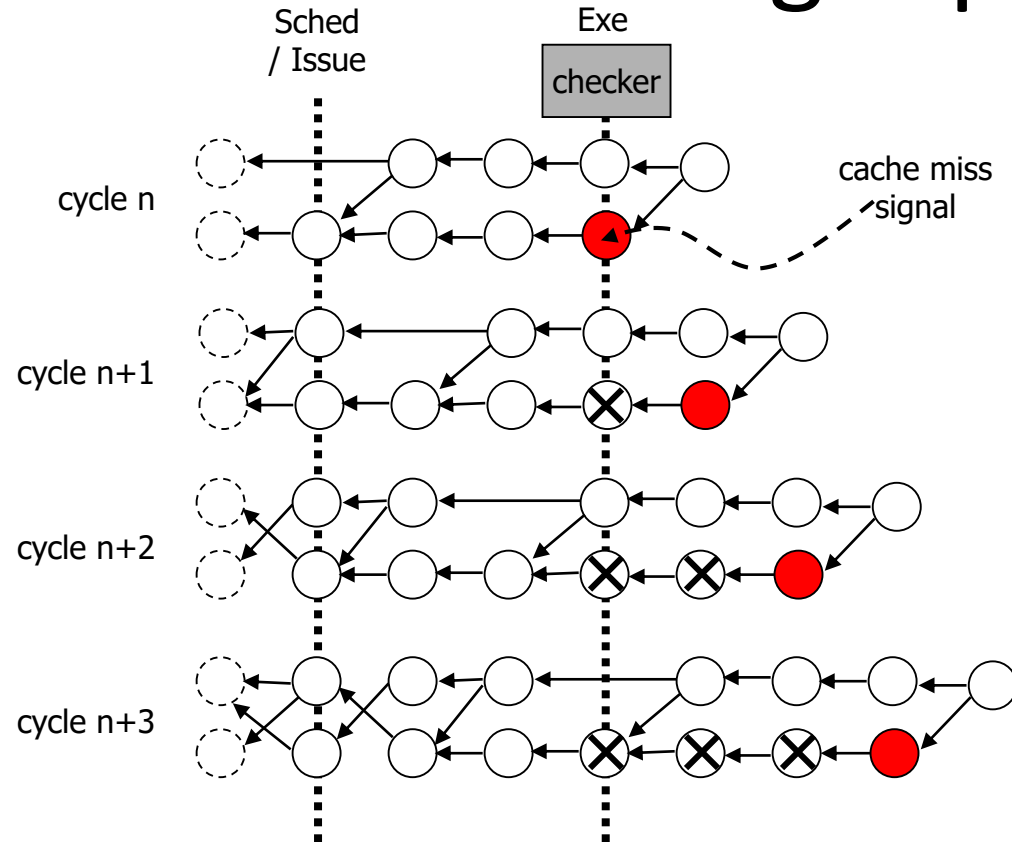 Sched
/ Issue
Exe
checker
cycle n
cache miss
signal
cycle n+1
cycle n+2
cycle n+3